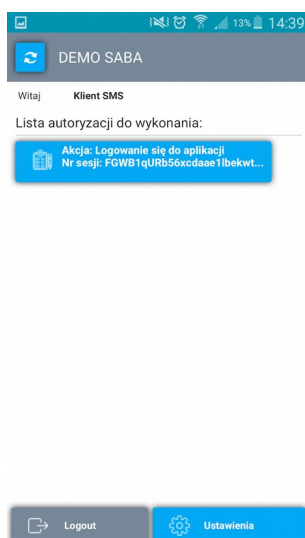 13% 14:39
DEMO SABA
Witaj Klient SMS
Lista autoryzacji do wykonania:
Akcja: Logowanie się do aplikacji
Nr sesji: FGWB1qURb56xcdaae1lbekwt...
Logout Ustawienia